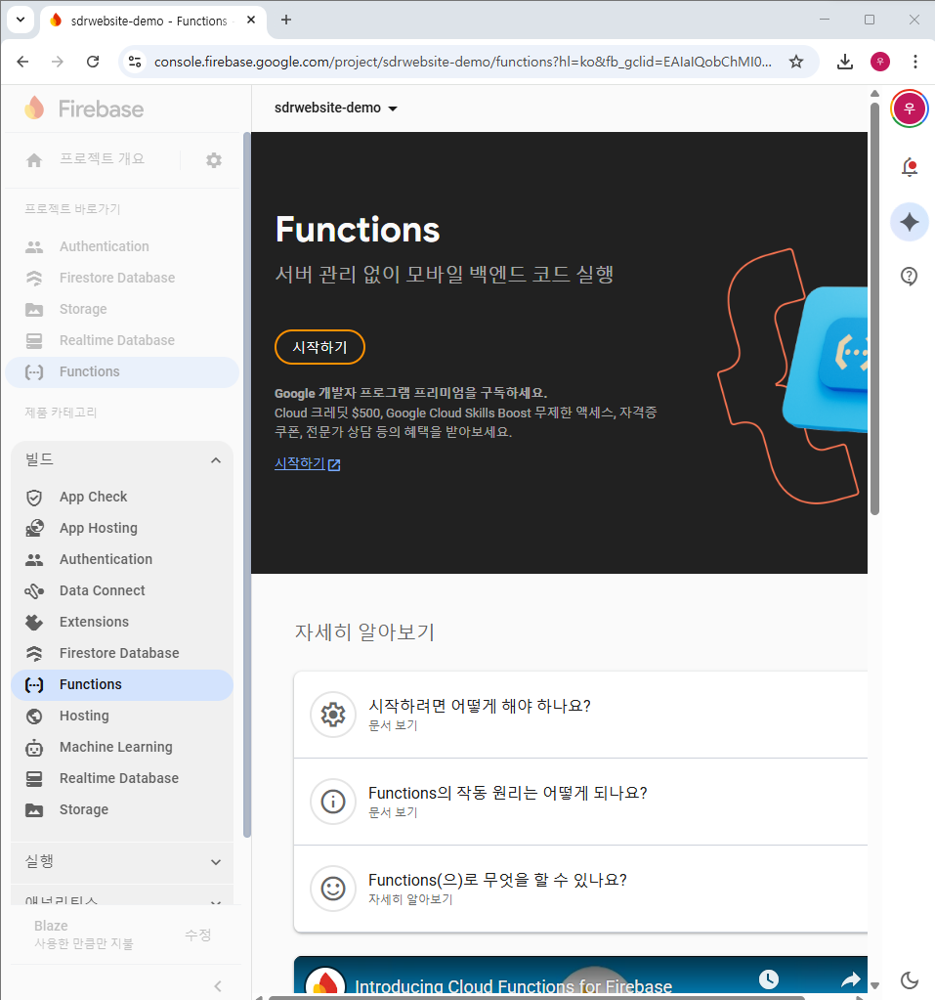 sdrwebsite-demo - Functions
console.firebase.google.com/project/sdrwebsite-demo/functions?hl=ko&fb_gclid=EAIaIQobChMI0...
우
Firebase
sdrwebsite-demo
우
프로젝트 개요
프로젝트 바로가기
Authentication
Firestore Database
Storage
Realtime Database
Functions
제품 카테고리
빌드
App Check
App Hosting
Authentication
Data Connect
Extensions
Firestore Database
Functions
Hosting
Machine Learning
Realtime Database
Storage
실행
애널리틱스
Blaze
사용한 만큼만 지불
수정
Functions
서버 관리 없이 모바일 백엔드 코드 실행
시작하기
Google 개발자 프로그램 프리미엄을 구독하세요.
Cloud 크레딧 $500, Google Cloud Skills Boost 무제한 액세스, 자격증
쿠폰, 전문가 상담 등의 혜택을 받아보세요.
시작하기
자세히 알아보기
시작하려면 어떻게 해야 하나요?
문서 보기
Functions의 작동 원리는 어떻게 되나요?
문서 보기
Functions(으)로 무엇을 할 수 있나요?
자세히 알아보기
Introducing Cloud Functions for Firebase